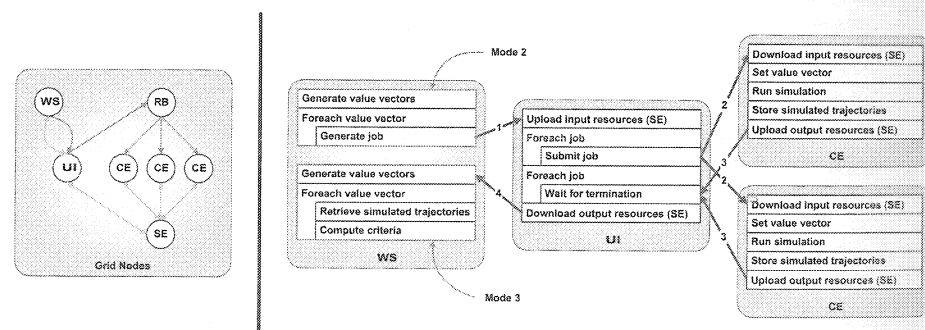 WS
RB
UI
CE
CE
CE
SE
Grid Nodes
Mode 2
Generate value vectors
Foreach value vector
Generate job
Generate value vectors
Foreach value vector
Retrieve simulated trajectories
Compute criteria
WS
Mode 3
1
4
Upload input resources (SE)
Foreach job
Submit job
Foreach job
Wait for termination
Download output resources (SE)
UI
2
3
2
3
Download input resources (SE)
Set value vector
Run simulation
Store simulated trajectories
Upload output resources (SE)
CE
Download input resources (SE)
Set value vector
Run simulation
Store simulated trajectories
Upload output resources (SE)
CE